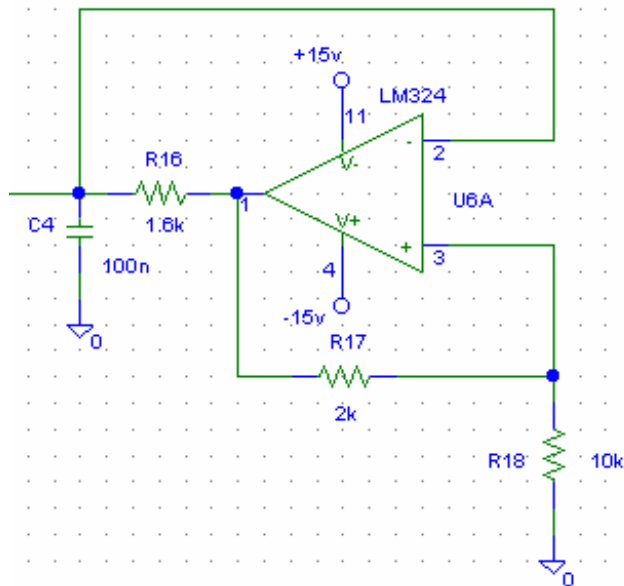 +15v
LM324
11
V-
-
2
R16
1
U6A
C4
1.6k
V+
+
3
100n
4
0
-15v
R17
2k
R18
10k
0